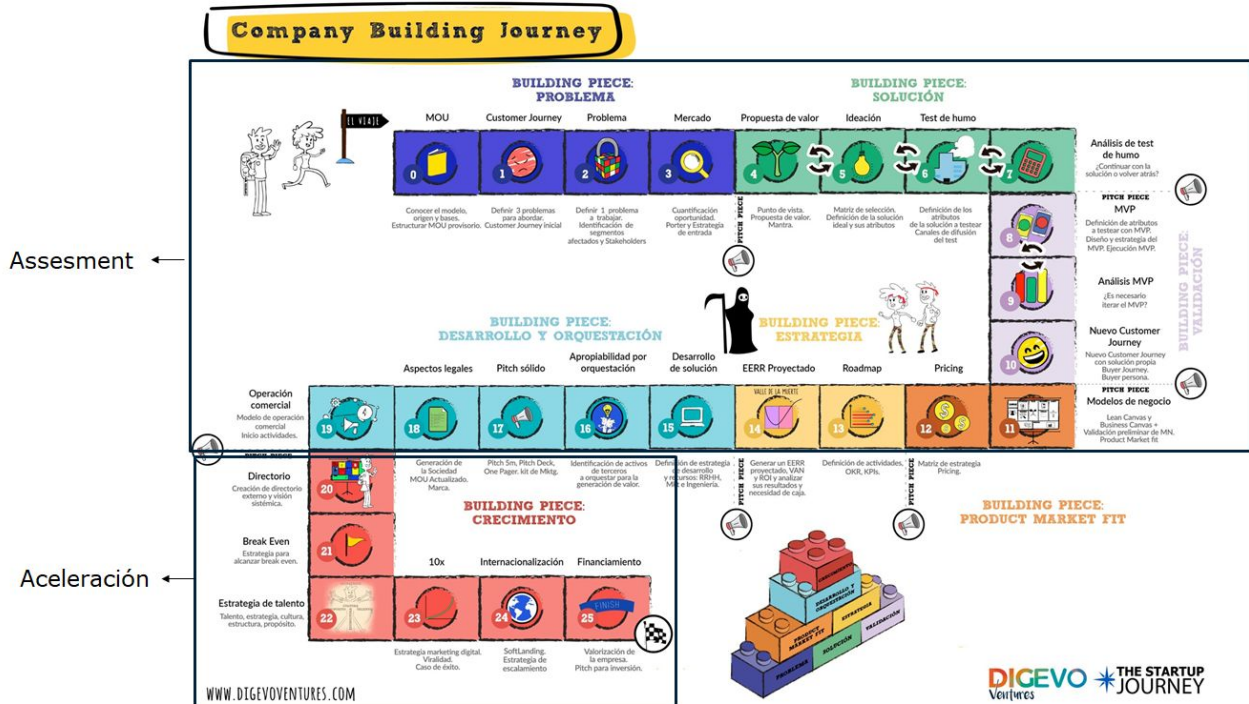 Company Building Journey
Assesment
Aceleración
EL VIAJE
BUILDING PIECE:
PROBLEMA
MOU
Customer Journey
Problema
Mercado
0
1
2
3
Conocer el modelo,
origen y bases.
Estructurar MOU provisorio.
Definir 3 problemas
para abordar.
Customer Journey inicial
Definir 1 problema
a trabajar.
Identificación de
segmentos
afectados y Stakeholders
Cuantificación
oportunidad.
Porter y Estrategia
de entrada
PITCH PIECE
BUILDING PIECE:
SOLUCIÓN
Propuesta de valor
Ideación
Test de humo
4
5
6
7
Punto de vista.
Propuesta de valor.
Mantra.
Matriz de selección.
Definición de la solución
ideal y sus atributos
Definición de los
atributos
de la solución a testear
Canales de difusión
del test
Análisis de test
de humo
¿Continuar con la
solución o volver atrás?
PITCH PIECE
BUILDING PIECE:
VALIDACIÓN
8
MVP
Definición de atributos
a testear con MVP.
Diseño y estrategia del
MVP. Ejecución MVP.
9
Análisis MVP
¿Es necesario
iterar el MVP?
10
Nuevo Customer
Journey
Nuevo Customer Journey
con solución propia
Buyer Journey.
Buyer persona.
PITCH PIECE
11
Modelos de negocio
Lean Canvas y
Business Canvas +
Validación preliminar de MN.
Product Market fit
BUILDING PIECE:
ESTRATEGIA
EERR Proyectado
Roadmap
Pricing
VALLE DE LA MUERTE
14
13
12
Generar un EERR
proyectado, VAN
y ROI y analizar
sus resultados y
necesidad de caja.
Definición de actividades,
OKR, KPIs.
Matriz de estrategia
Pricing.
PITCH PIECE
PITCH PIECE
BUILDING PIECE:
PRODUCT MARKET FIT
BUILDING PIECE:
DESARROLLO Y ORQUESTACIÓN
Aspectos legales
Pitch sólido
Apropiabilidad por
orquestación
Desarrollo
de solución
19
18
17
16
15
Operación
comercial
Modelo de operación
comercial
Inicio actividades.
Generación de
la Sociedad
MOU Actualizado.
Marca.
Pitch 5m, Pitch Deck,
One Pager. kit de Mktg.
Identificación de activos
de terceros
a orquestar para la
generación de valor.
Definición de estrategia
de desarrollo
y recursos: RRHH,
Mkt e Ingeniería.
PITCH PIECE
BUILDING PIECE:
CRECIMIENTO
20
Directorio
Creación de directorio
externo y visión
sistémica.
21
Break Even
Estrategia para
alcanzar break even.
22
Estrategia de talento
Talento, estrategia, cultura,
estructura, propósito.
10x
Internacionalización
Financiamiento
23
24
25
FINISH
Estrategia marketing digital.
Viralidad.
Caso de éxito.
SoftLanding.
Estrategia de
escalamiento
Valorización de
la empresa.
Pitch para inversión.
CRECIMIENTO
DESARROLLO Y
ORQUESTACIÓN
PRODUCT
MARKET FIT
ESTRATEGIA
PROBLEMA
SOLUCIÓN
VALIDACIÓN
WWW.DIGEVOVENTURES.COM
DIGEVO
Ventures
THE STARTUP
JOURNEY